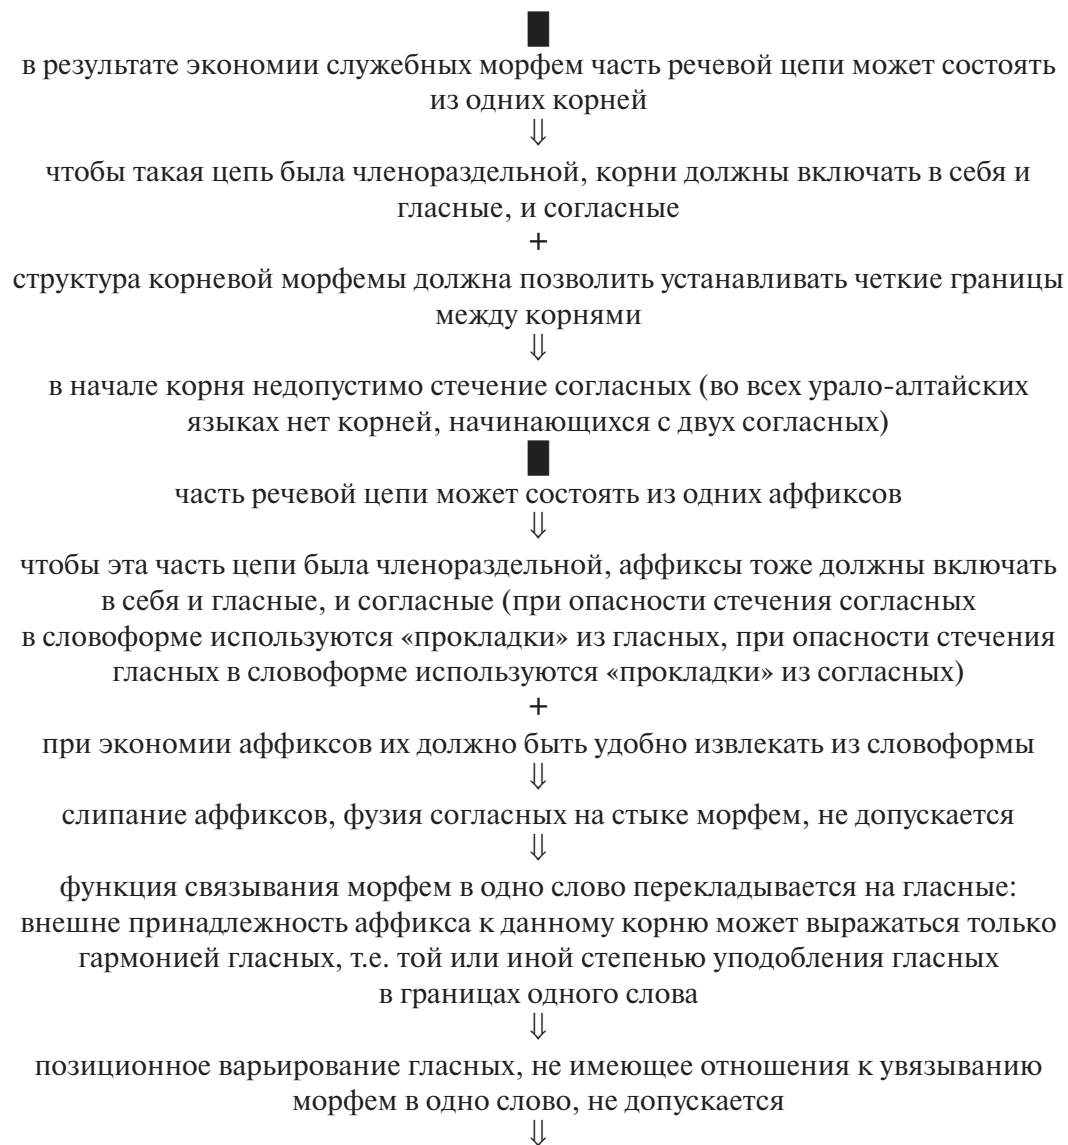 в результате экономии служебных морфем часть речевой цепи может состоять
из одних корней
⇓
чтобы такая цепь была членораздельной, корни должны включать в себя и
гласные, и согласные
+
структура корневой морфемы должна позволить устанавливать четкие границы
между корнями
⇓
в начале корня недопустимо стечение согласных (во всех урало-алтайских
языках нет корней, начинающихся с двух согласных)
часть речевой цепи может состоять из одних аффиксов
⇓
чтобы эта часть цепи была членораздельной, аффиксы тоже должны включать
в себя и гласные, и согласные (при опасности стечения согласных
в словоформе используются «прокладки» из гласных, при опасности стечения
гласных в словоформе используются «прокладки» из согласных)
+
при экономии аффиксов их должно быть удобно извлекать из словоформы
⇓
слипание аффиксов, фузия согласных на стыке морфем, не допускается
⇓
функция связывания морфем в одно слово перекладывается на гласные:
внешне принадлежность аффикса к данному корню может выражаться только
гармонией гласных, т.е. той или иной степенью уподобления гласных
в границах одного слова
⇓
позиционное варьирование гласных, не имеющее отношения к увязыванию
морфем в одно слово, не допускается
⇓